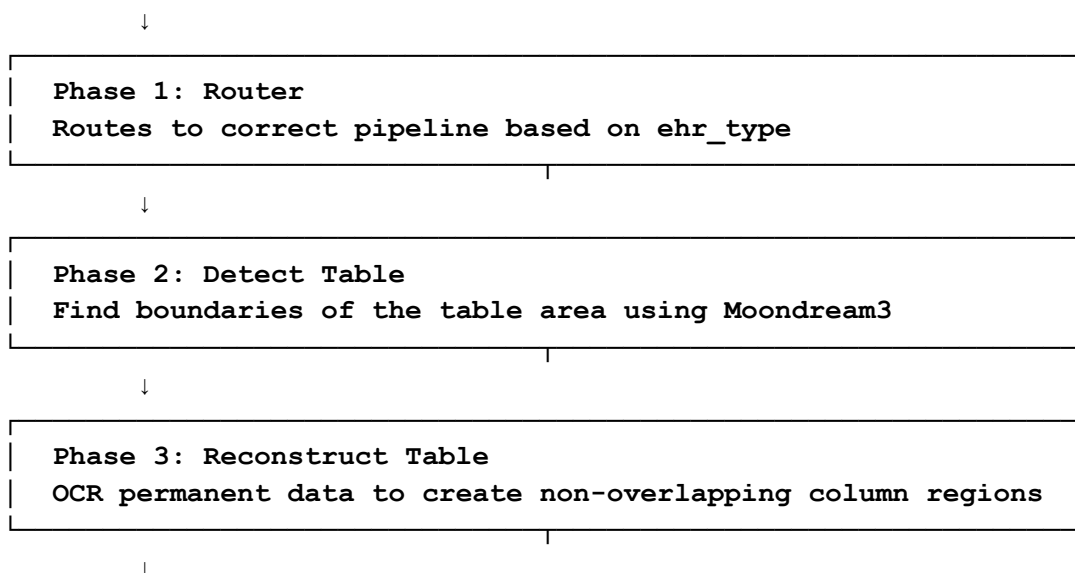 ↓
Phase 1: Router
Routes to correct pipeline based on ehr_type
↓
Phase 2: Detect Table
Find boundaries of the table area using Moondream3
↓
Phase 3: Reconstruct Table
OCR permanent data to create non-overlapping column regions
↓